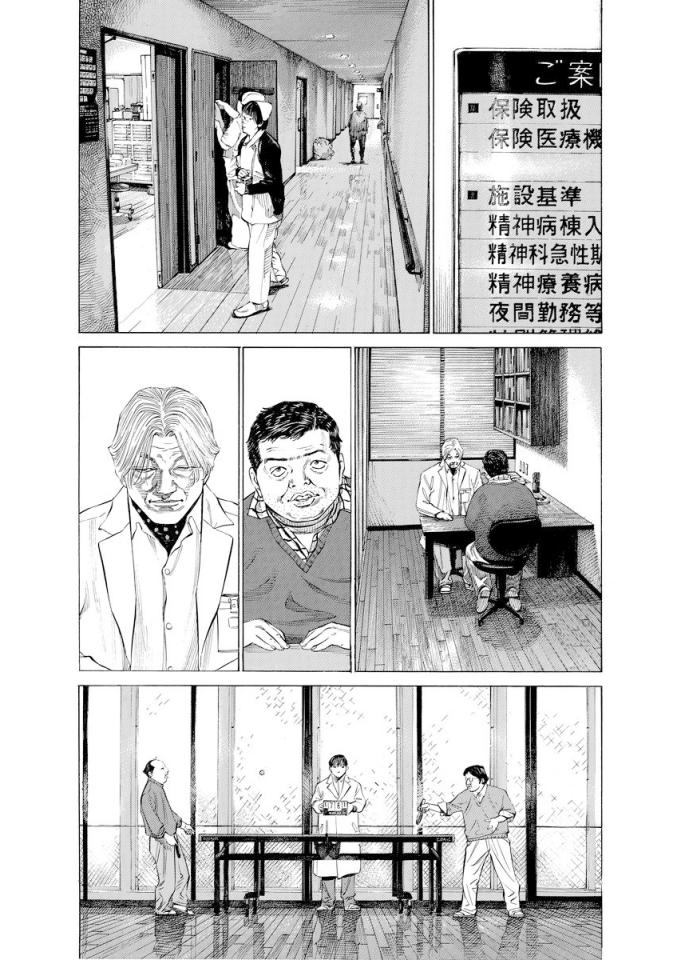 ご案
保険取扱
保険医療機
施設基準
精神病棟入
精神科急性期
精神療養病
夜間勤務等